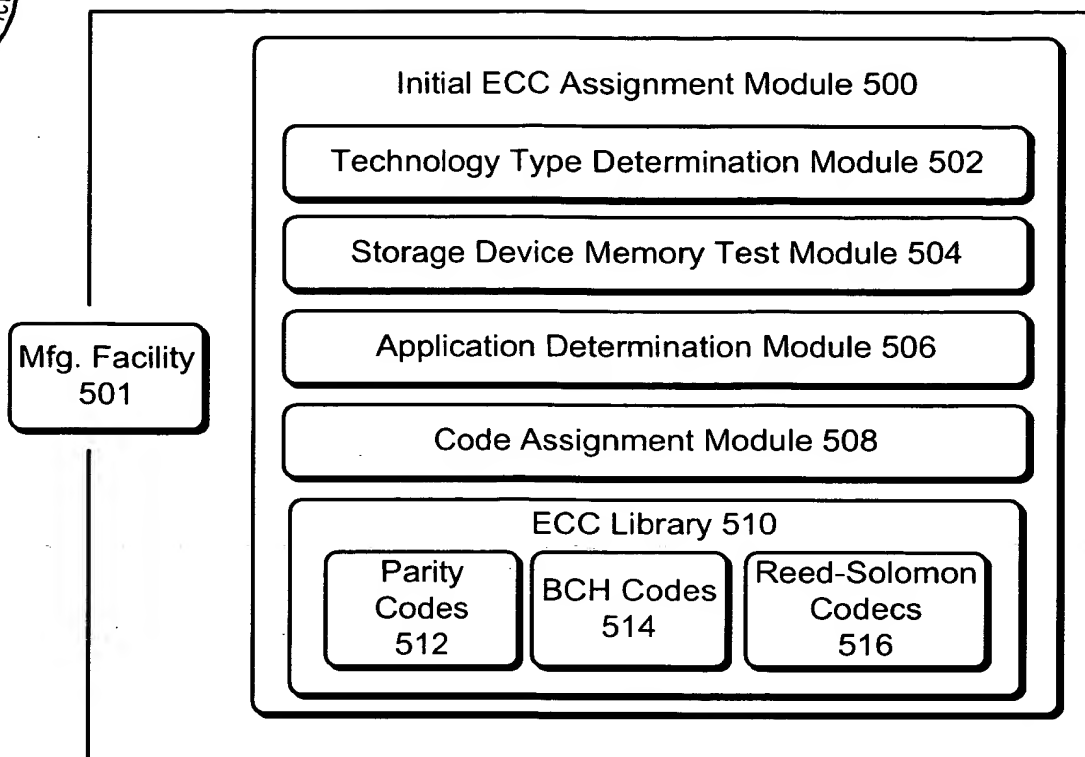 Initial ECC Assignment Module 500
Technology Type Determination Module 502
Storage Device Memory Test Module 504
Mfg. Facility
501
Application Determination Module 506
Code Assignment Module 508
ECC Library 510
Parity
Codes
512
BCH Codes
514
Reed-Solomon
Codecs
516